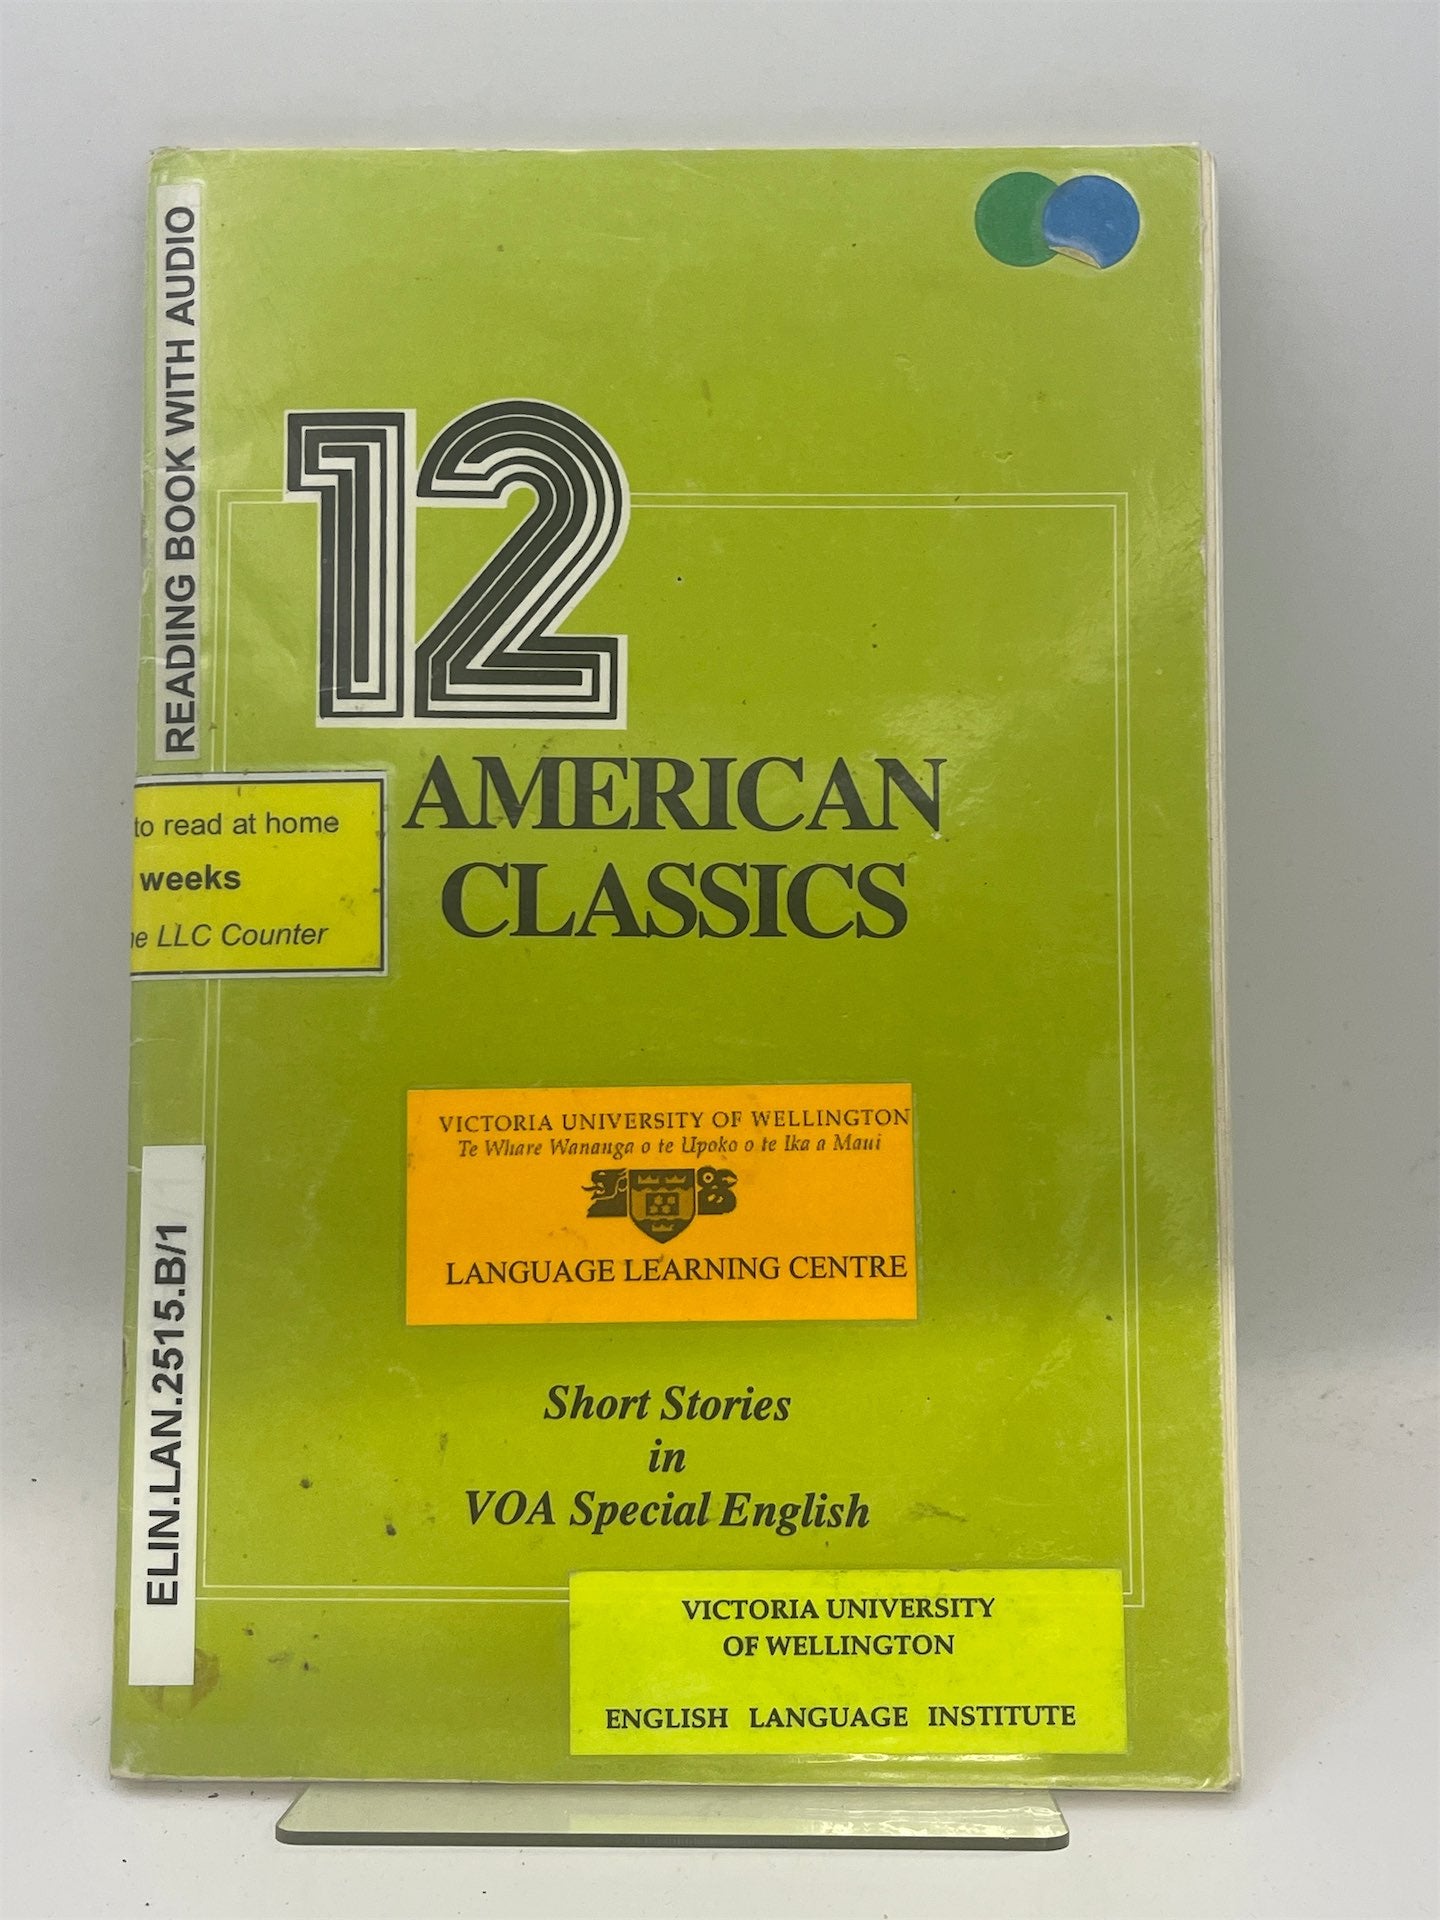 READING BOOK WITH AUDIO
12
AMERICAN
CLASSICS
to read at home
weeks
LLC Counter
VICTORIA UNIVERSITY OF WELLINGTON
Te Whare Wananga o te Upoko o te Ika a Maui
LANGUAGE LEARNING CENTRE
ELIN.LAN.2515.B/1
Short Stories
in
VOA Special English
VICTORIA UNIVERSITY
OF WELLINGTON
ENGLISH LANGUAGE INSTITUTE